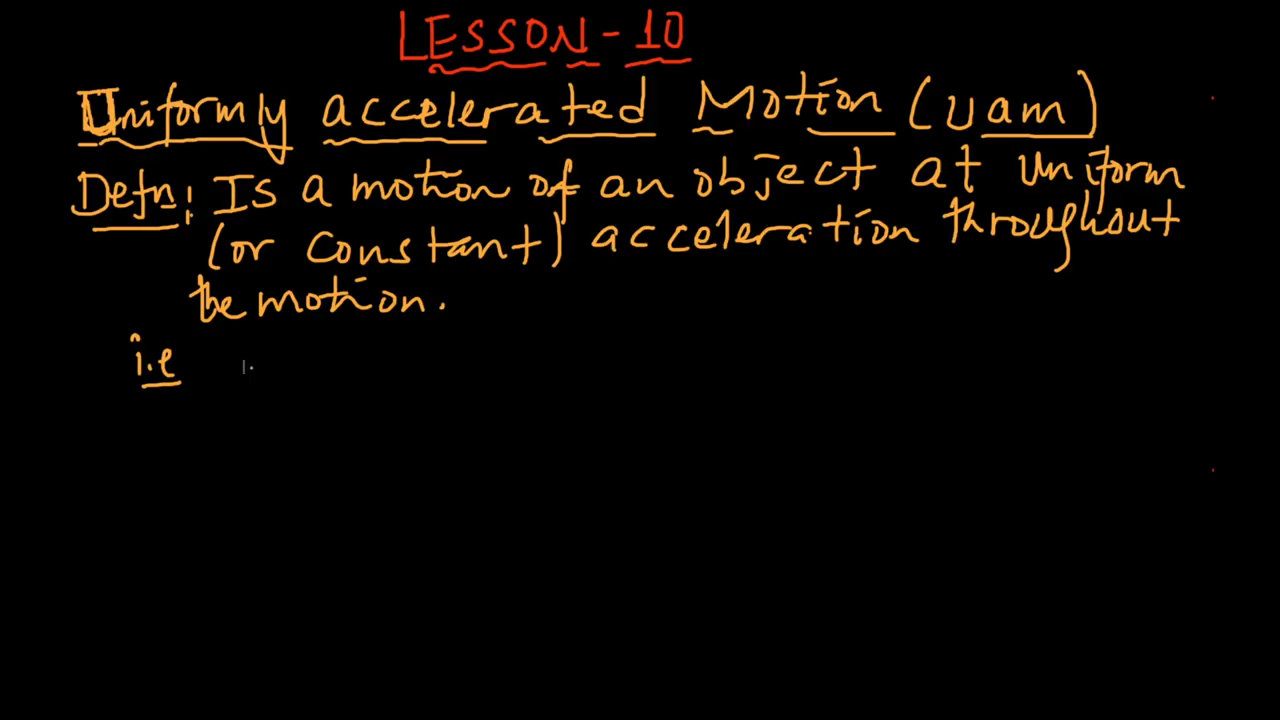 LESSON-10
Uniformly accelerated Motion (uam)
Defn: Is a motion of an object at uniform
(or constant) acceleration throughout
the motion.
i.e